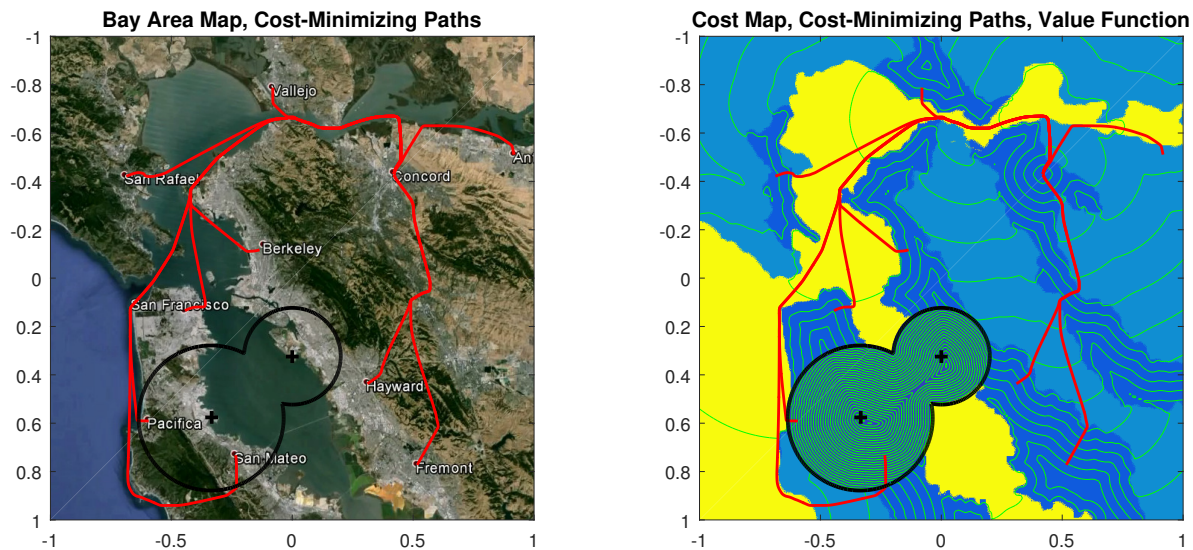 Bay Area Map, Cost-Minimizing Paths
-1
-0.8
-0.6
-0.4
-0.2
0
0.2
0.4
0.6
0.8
1
-1
-0.5
0
0.5
1
Vallejo
Ant
San Rafael
Concord
Berkeley
San Francisco
Hayward
Pacifica
San Mateo
Fremont
Cost Map, Cost-Minimizing Paths, Value Function
-1
-0.8
-0.6
-0.4
-0.2
0
0.2
0.4
0.6
0.8
1
-1
-0.5
0
0.5
1